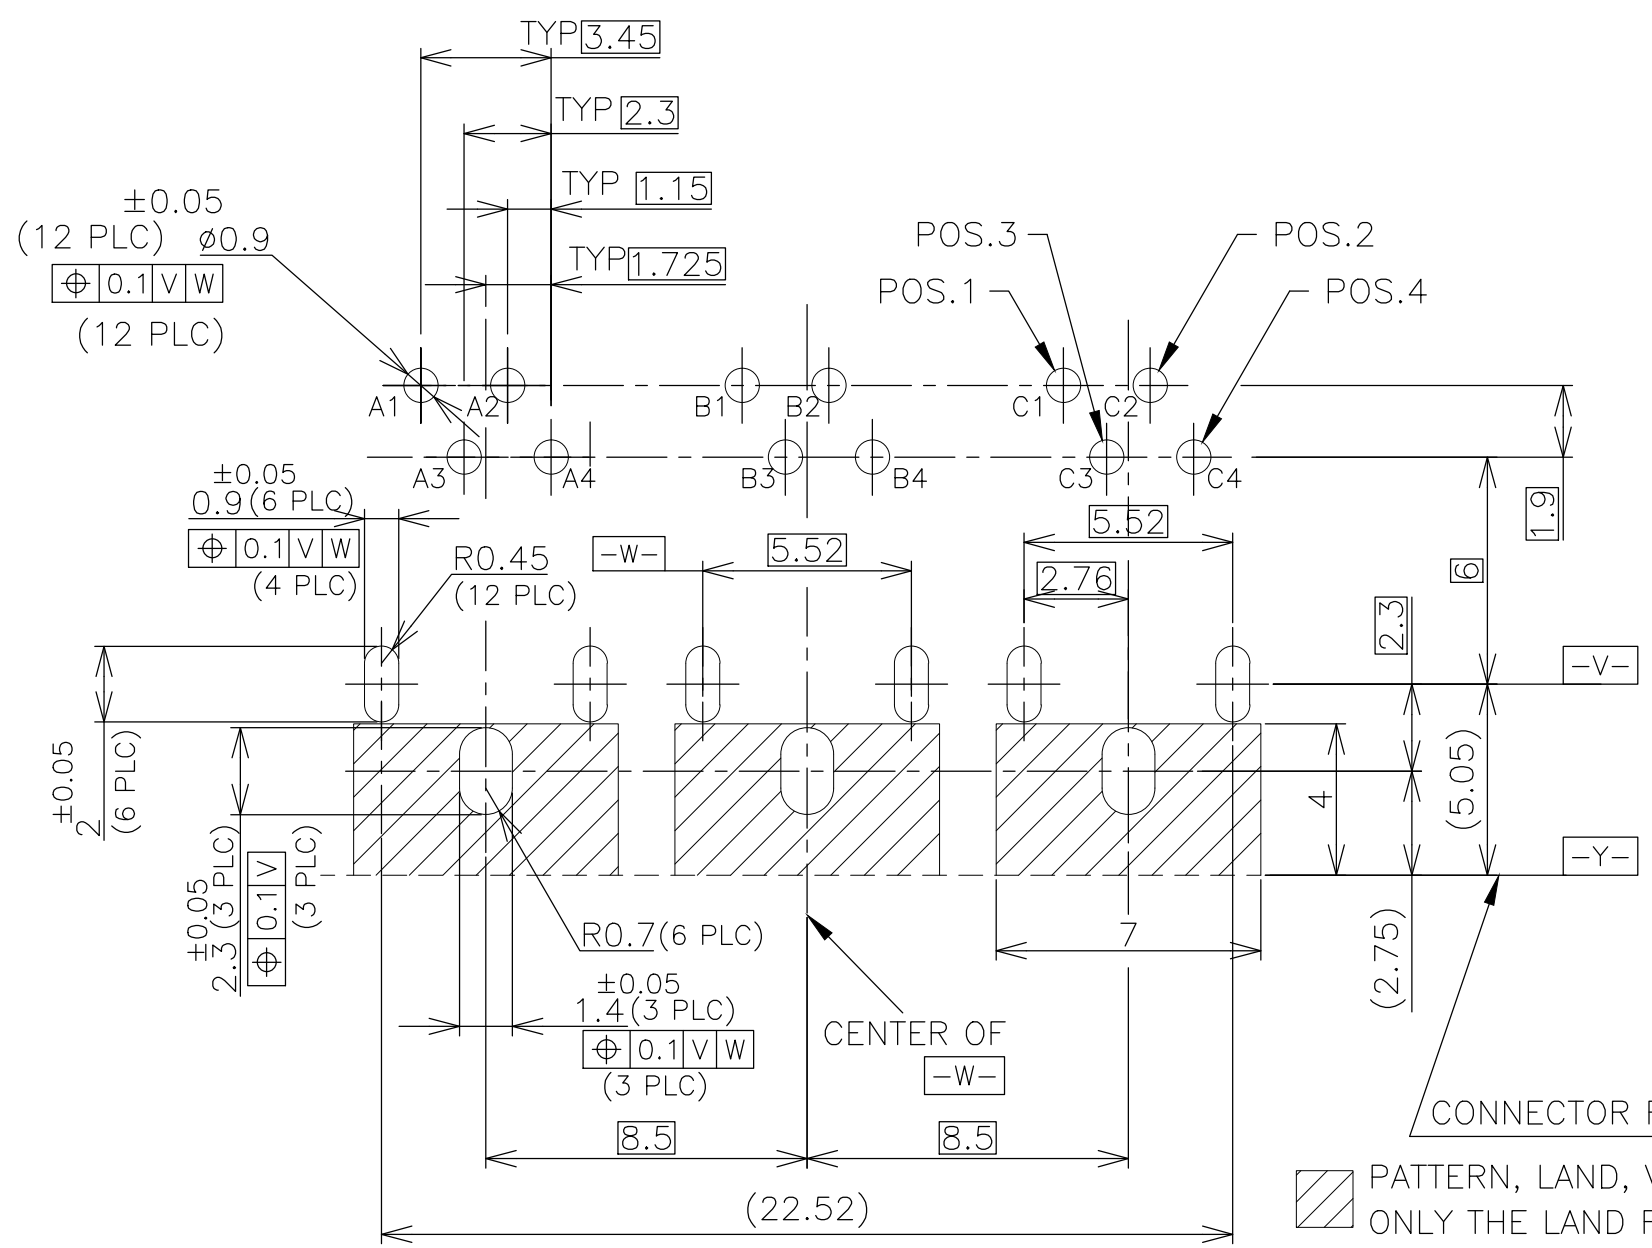 TYP 3.45
TYP 2.3
TYP 1.15
TYP 1.725
±0.05
(12 PLC) ø0.9
⌖ 0.1 V W
(12 PLC)
POS.3
POS.2
POS.1
POS.4
A1
A2
B1
B2
C1
C2
A3
A4
B3
B4
C3
C4
±0.05
0.9(6 PLC)
⌖ 0.1 V W
(4 PLC)
R0.45
(12 PLC)
-W-
5.52
5.52
2.76
1.9
6
2.3
-V-
±0.05
2
(6 PLC)
4
(5.05)
-Y-
±0.05
2.3(3 PLC)
⌖ 0.1 V
(3 PLC)
R0.7(6 PLC)
7
(2.75)
±0.05
1.4(3 PLC)
⌖ 0.1 V W
(3 PLC)
CENTER OF
-W-
8.5
8.5
CONNECTOR
(22.52)
PATTERN, LAND,
ONLY THE LAND